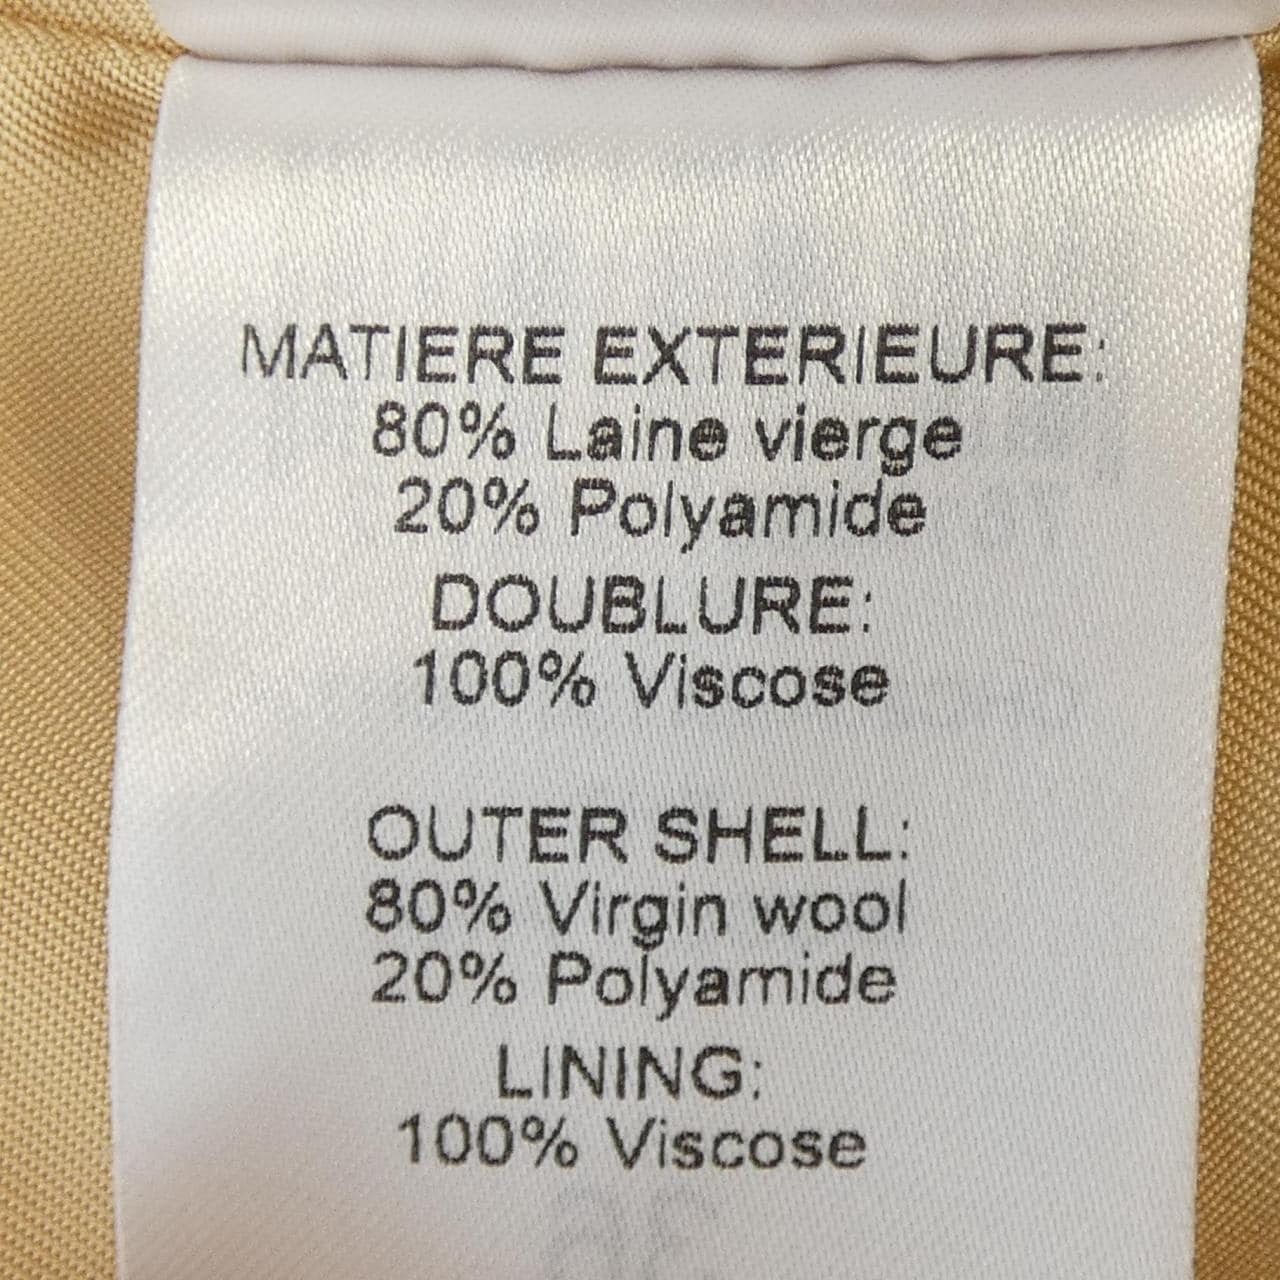 MATIERE EXTERIEURE:
80% Laine vierge
20% Polyamide
DOUBLURE:
100% Viscose
OUTER SHELL:
80% Virgin wool
20% Polyamide
LINING:
100% Viscose